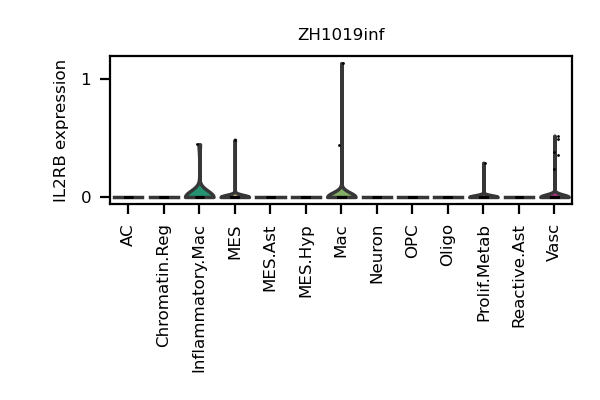 ZH1019inf
IL2RB expression
1
0
AC
Chromatin.Reg
Inflammatory.Mac
MES
MES.Ast
MES.Hyp
Mac
Neuron
OPC
Oligo
Prolif.Metab
Reactive.Ast
Vasc